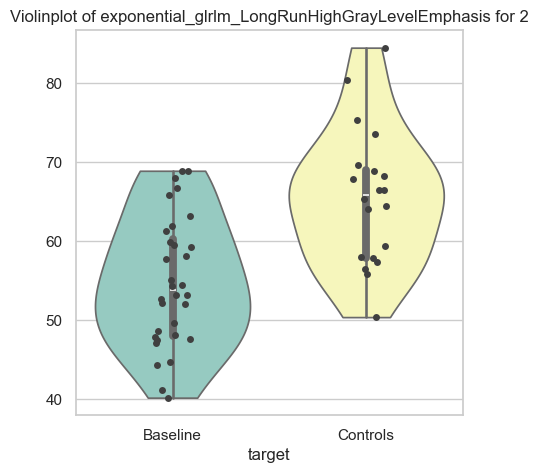 Violinplot of exponential_glrlm_LongRunHighGrayLevelEmphasis for 2
80
70
60
50
40
Baseline
Controls
target